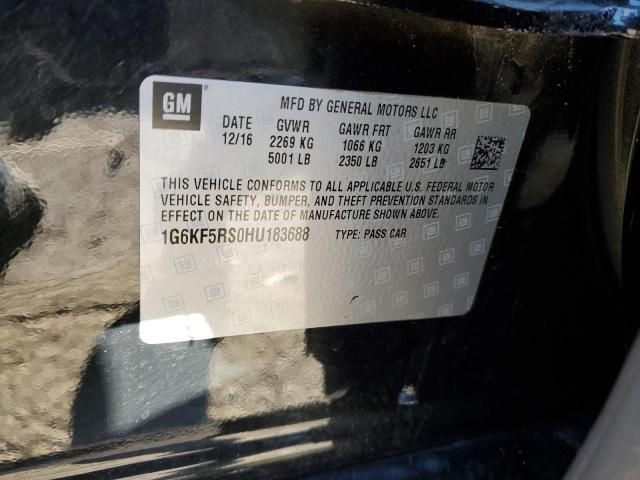 GM
MFD BY GENERAL MOTORS LLC
DATE GVWR GAWR FRT GAWR RR
12/16 2269 KG 1066 KG 1203 KG
5001 LB 2350 LB 2651 LB
THIS VEHICLE CONFORMS TO ALL APPLICABLE U.S. FEDERAL MOTOR
VEHICLE SAFETY, BUMPER, AND THEFT PREVENTION STANDARDS IN
EFFECT ON THE DATE OF MANUFACTURE SHOWN ABOVE.
1G6KF5RS0HU183688 TYPE: PASS CAR